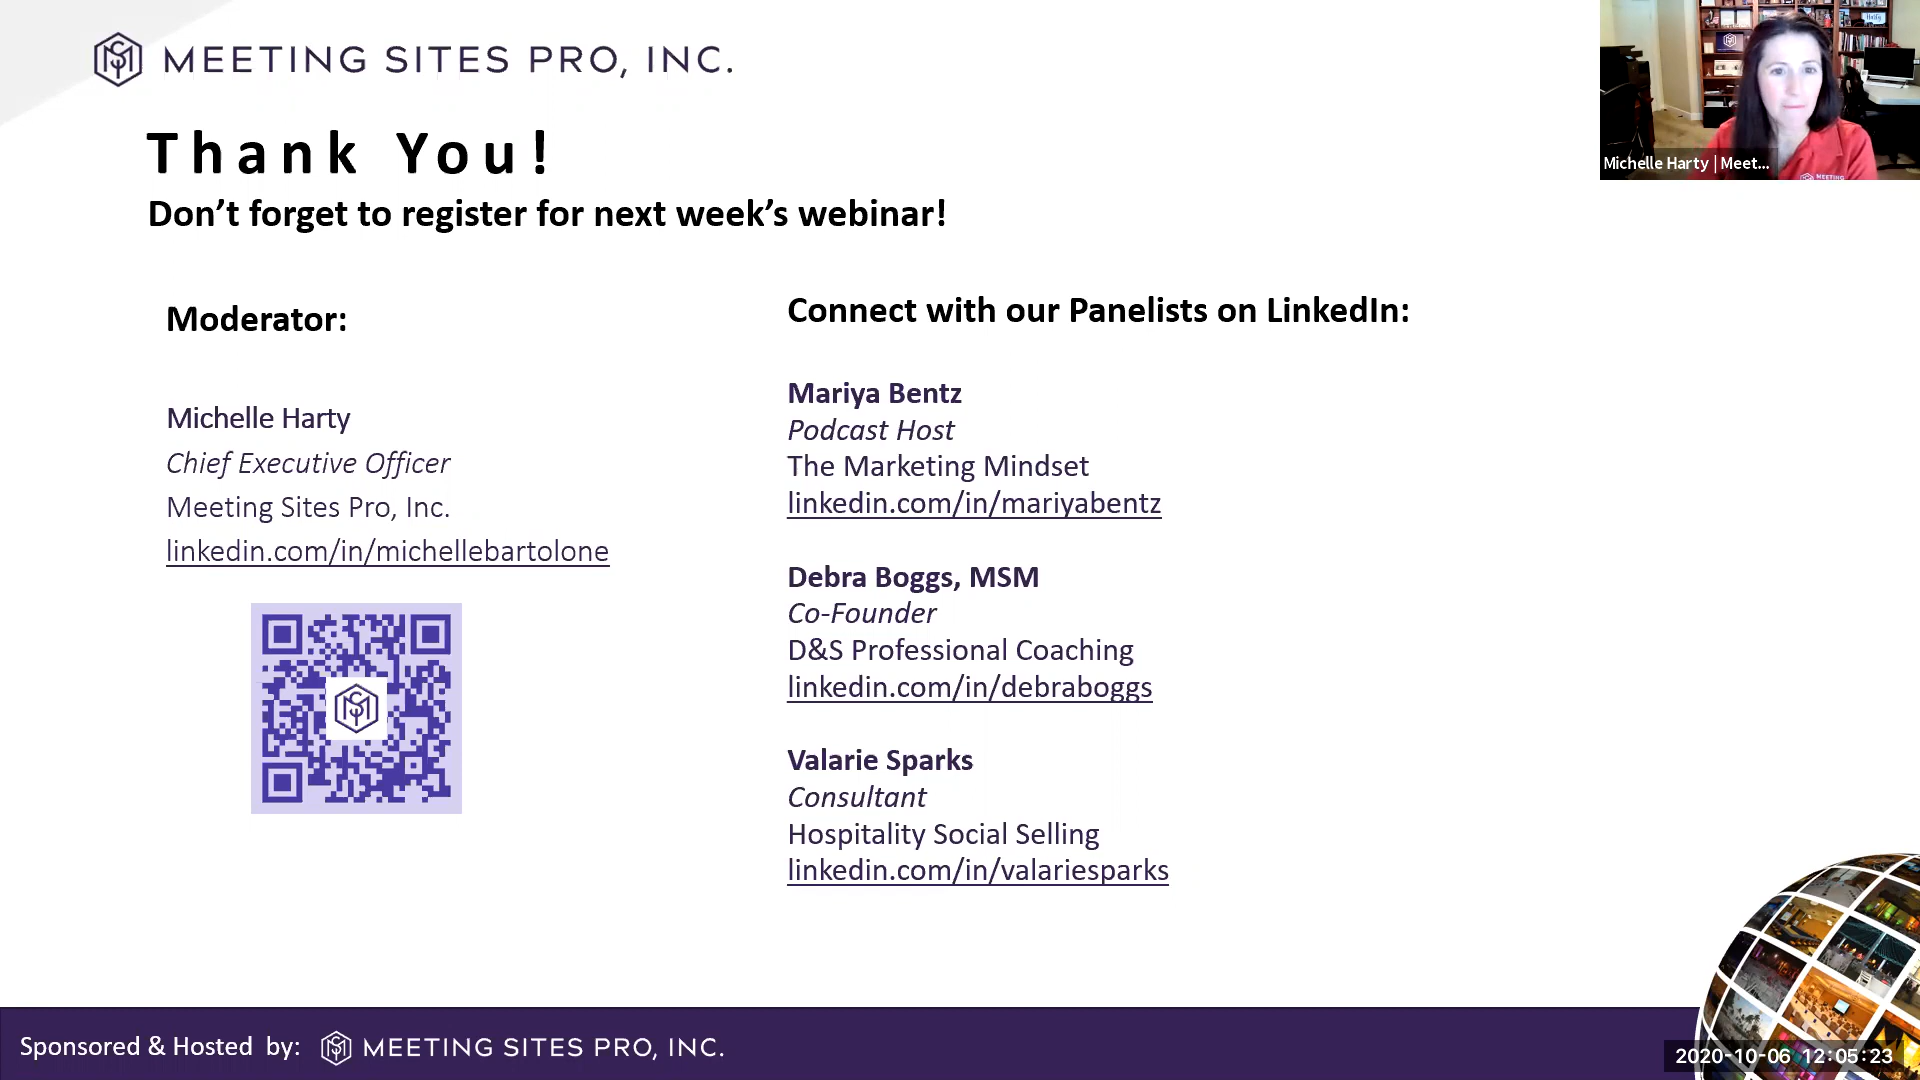 MEETING SITES PRO, INC.
Michelle Harty | Meet...
MEETING
Thank You!
Don't forget to register for next week's webinar!
Moderator:
Michelle Harty
Chief Executive Officer
Meeting Sites Pro, Inc.
linkedin.com/in/michellebartolone
Connect with our Panelists on LinkedIn:
Mariya Bentz
Podcast Host
The Marketing Mindset
linkedin.com/in/mariyabentz
Debra Boggs, MSM
Co-Founder
D&S Professional Coaching
linkedin.com/in/debraboggs
Valarie Sparks
Consultant
Hospitality Social Selling
linkedin.com/in/valariesparks
Sponsored & Hosted by: MEETING SITES PRO, INC.
2020-10-06 12:05:23